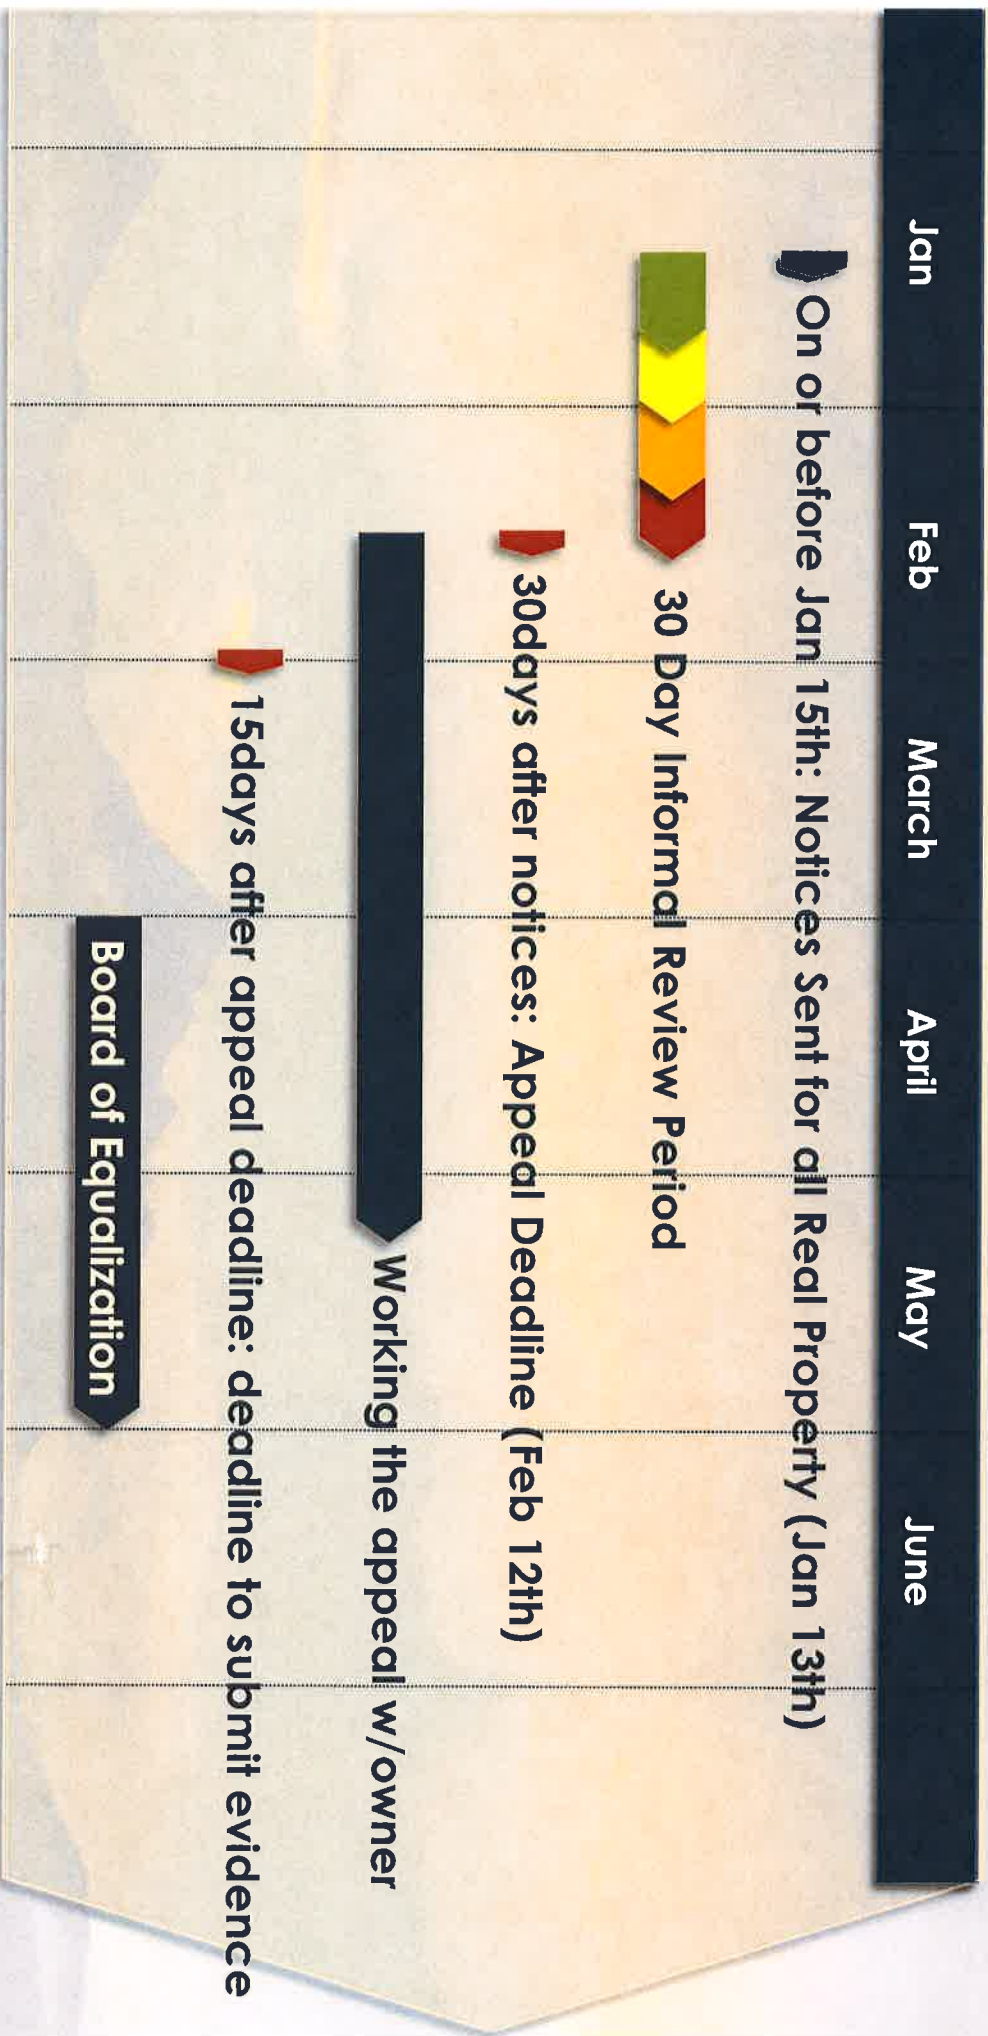 Jan Feb March April May June
On or before Jan 15th: Notices Sent for all Real Property (Jan 13th)
30 Day Informal Review Period
30days after notices: Appeal Deadline (Feb 12th)
Working the appeal w/owner
15days after appeal deadline: deadline to submit evidence
Board of Equalization